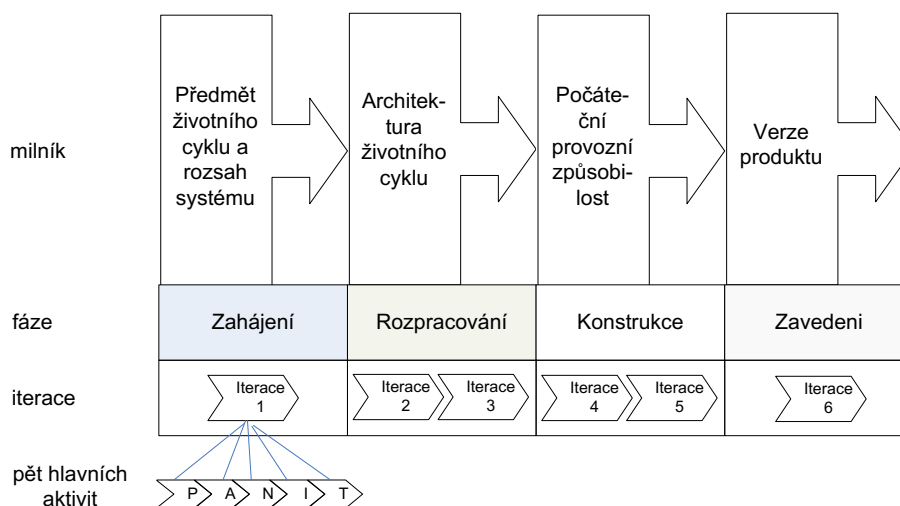 milník
Předmět
životního
cyklu a
rozsah
systému
Architek-
tura
životního
cyklu
Počáte-
ční
provozní
způsobi-
lost
Verze
produktu
fáze
Zahájení
Rozpracování
Konstrukce
Zavedeni
iterace
Iterace
1
Iterace
2
Iterace
3
Iterace
4
Iterace
5
Iterace
6
pět hlavních
aktivit
P A N I T